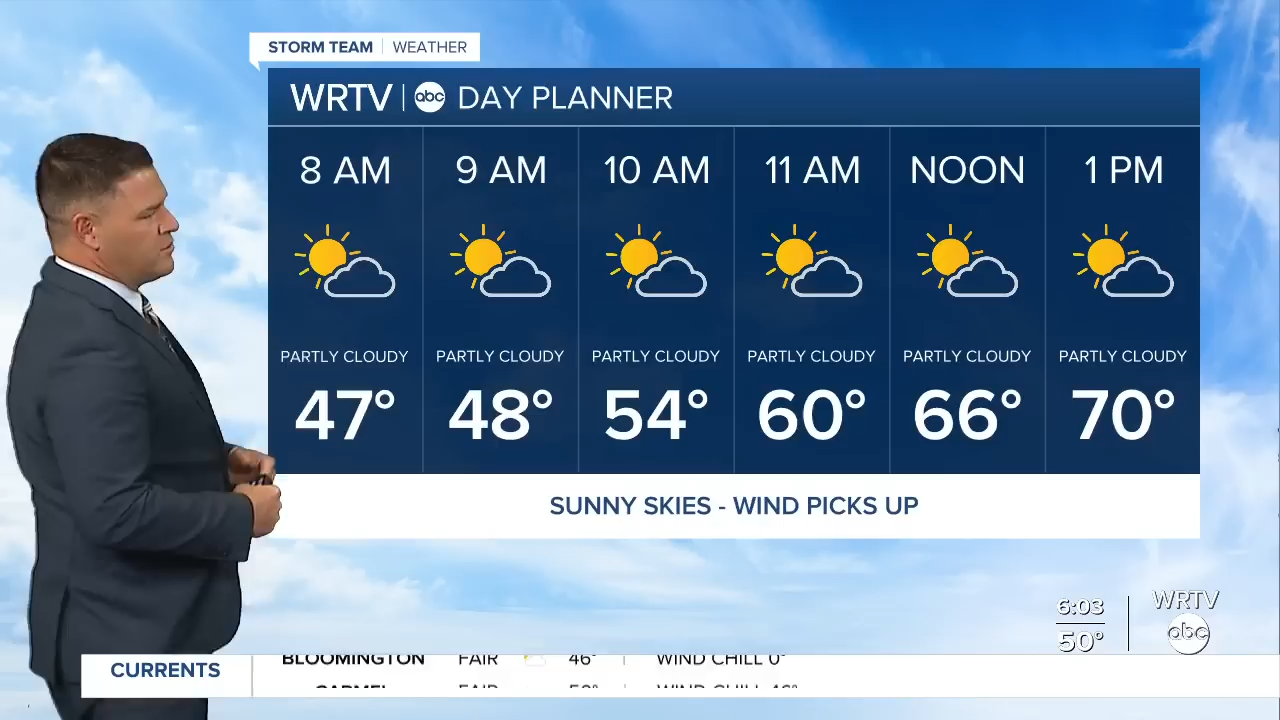 STORM TEAM | WEATHER
WRTV | abc DAY PLANNER
8 AM 9 AM 10 AM 11 AM NOON 1 PM
PARTLY CLOUDY PARTLY CLOUDY PARTLY CLOUDY PARTLY CLOUDY PARTLY CLOUDY PARTLY CLOUDY
47° 48° 54° 60° 66° 70°
SUNNY SKIES - WIND PICKS UP
6:03
50°
WRTV
abc
CURRENTS
BLOOMINGTON FAIR 46° | WIND CHILL 0°
CARMEL FAIR